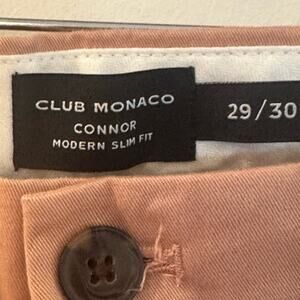 CLUB MONACO
CONNOR
MODERN SLIM FIT
29/30